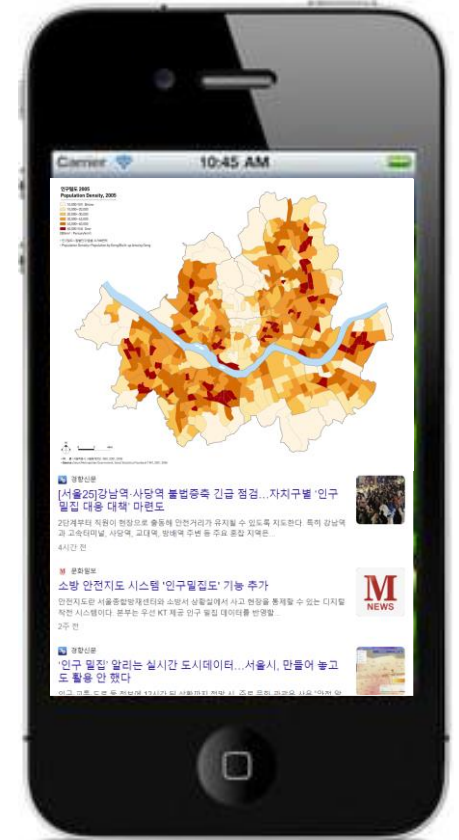 Carrier
10:45 AM
인구밀도 2005
Population Density, 2005
경향신문
[서울25]강남역·사당역 불법증축 긴급 점검…자치구별 '인구
밀집 대응 대책' 마련도
2단계부터 직원이 현장으로 출동해 안전거리가 유지될 수 있도록 지도한다. 특히 강남역
과 고속터미널, 사당역, 교대역, 방배역 주변 등 주요 혼잡 지역은...
4시간 전
M 문화일보
소방 안전지도 시스템 '인구밀집도' 기능 추가
안전지도란 서울종합방재센터와 소방서 상황실에서 사고 현장을 통제할 수 있는 디지털
작전 시스템이다. 본부는 우선 KT 제공 인구 밀집 데이터를 반영할...
2주 전
M
NEWS
경향신문
'인구 밀집' 알리는 실시간 도시데이터…서울시, 만들어 놓고
도 활용 안 했다